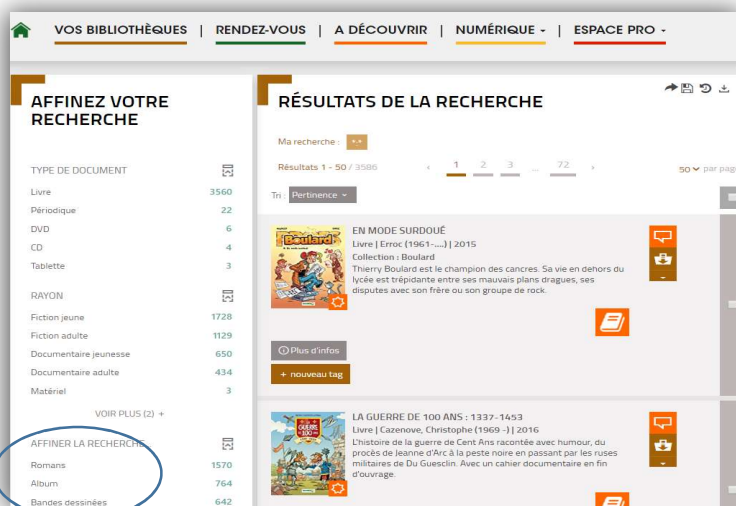 VOS BIBLIOTHÈQUES | RENDEZ-VOUS | A DÉCOUVRIR | NUMÉRIQUE | ESPACE PRO
AFFINEZ VOTRE
RECHERCHE
TYPE DE DOCUMENT
Livre 3560
Périodique 22
DVD 6
CD 4
Tablette 3
RAYON
Fiction jeune 1728
Fiction adulte 1129
Documentaire jeunesse 650
Documentaire adulte 434
Matériel 3
VOIR PLUS (2) +
AFFINER LA RECHERCHE
Romans 1570
Album 764
Bandes dessinées 642
RÉSULTATS DE LA RECHERCHE
Ma recherche : *:*
Résultats 1 - 50 / 3586
‹ 1 2 3 ... 72 ›
50 par page
Tri : Pertinence
Boulard
EN MODE SURDOUÉ
Livre | Erroc (1961-....) | 2015
Collection : Boulard
Thierry Boulard est le champion des cancres. Sa vie en dehors du
lycée est trépidante entre ses mauvais plans dragues, ses
disputes avec son frère ou son groupe de rock.
Plus d'infos
+ nouveau tag
LA GUERRE DE 100 ANS : 1337-1453
Livre | Cazenove, Christophe (1969 -) | 2016
L'histoire de la guerre de Cent Ans racontée avec humour, du
procès de Jeanne d'Arc à la peste noire en passant par les ruses
militaires de Du Guesclin. Avec un cahier documentaire en fin
d'ouvrage.